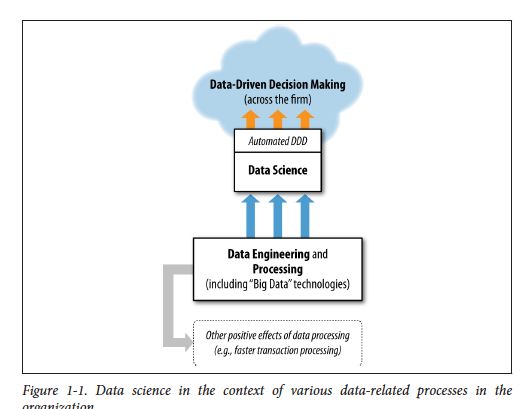 Data-Driven Decision Making
(across the firm)
Automated DDD
Data Science
Data Engineering and
Processing
(including “Big Data” technologies)
Other positive effects of data processing
(e.g., faster transaction processing)
Figure 1-1. Data science in the context of various data-related processes in the
organization